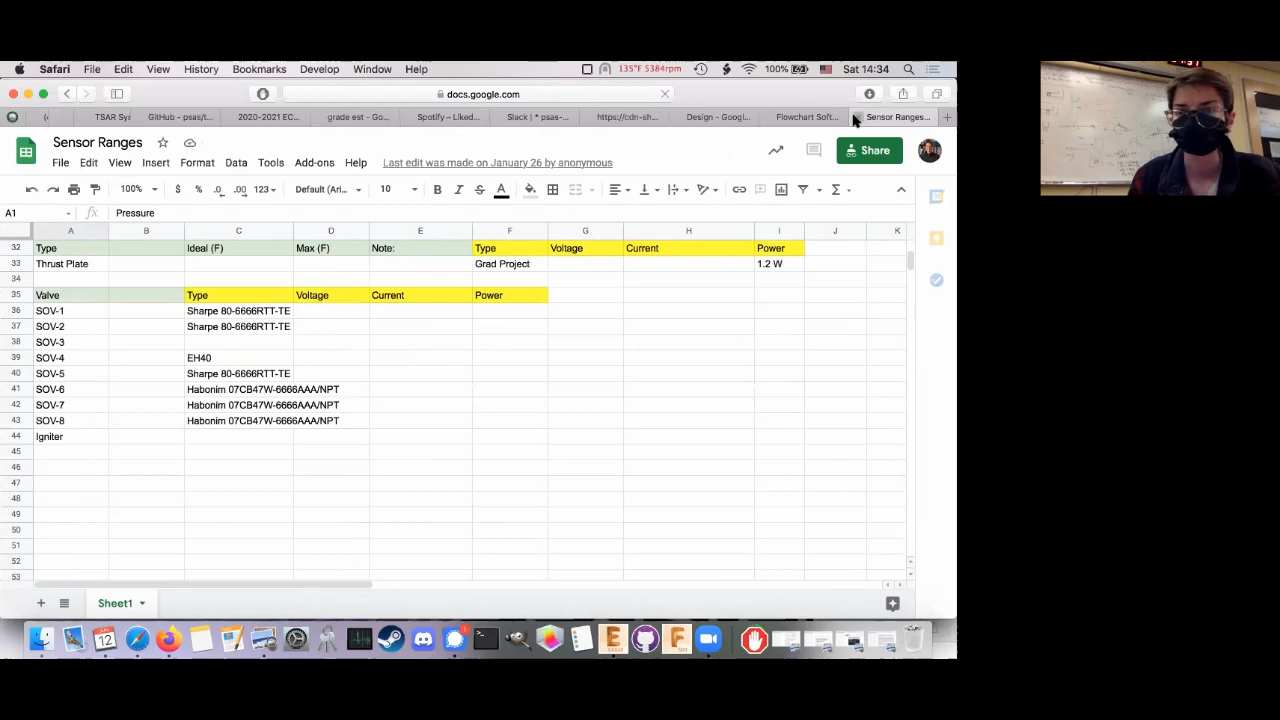 Safari File Edit View History Bookmarks Develop Window Help 135°F 5384rpm 100% Sat 14:34
docs.google.com
TSAR Sys GitHub - psas/t... 2020-2021 EC... grade est - Go... Spotify – Liked... Slack | * psas-... https://cdn-sh... Design - Googl... Flowchart Soft... Sensor Ranges...
Sensor Ranges
Share
File Edit View Insert Format Data Tools Add-ons Help Last edit was made on January 26 by anonymous
100% $ % .0 .00 123 Default (Ari... 10 B I S A
A1 fx Pressure
A B C D E F G H I J K
32 Type Ideal (F) Max (F) Note: Type Voltage Current Power
33 Thrust Plate Grad Project 1.2 W
34
35 Valve Type Voltage Current Power
36 SOV-1 Sharpe 80-6666RTT-TE
37 SOV-2 Sharpe 80-6666RTT-TE
38 SOV-3
39 SOV-4 EH40
40 SOV-5 Sharpe 80-6666RTT-TE
41 SOV-6 Habonim 07CB47W-6666AAA/NPT
42 SOV-7 Habonim 07CB47W-6666AAA/NPT
43 SOV-8 Habonim 07CB47W-6666AAA/NPT
44 Igniter
45
46
47
48
49
50
51
52
53
Sheet1